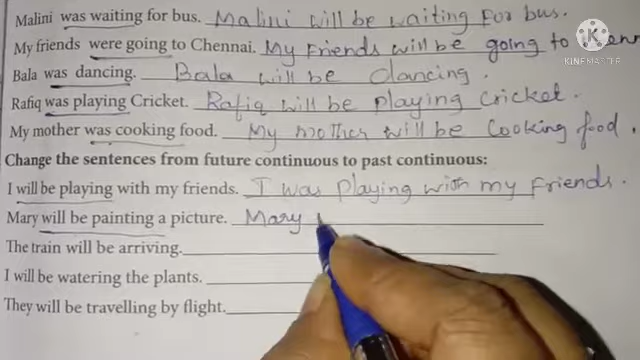 Malini was waiting for bus. Malini will be waiting for bus.
My friends were going to Chennai. My friends will be going to
KINEMASTER
Bala was dancing. Bala will be dancing.
Rafiq was playing Cricket. Rafiq will be playing cricket.
My mother was cooking food. My mother will be cooking food.
Change the sentences from future continuous to past continuous:
I will be playing with my friends. I was playing with my friends.
Mary will be painting a picture. Mary
The train will be arriving.
I will be watering the plants.
They will be travelling by flight.